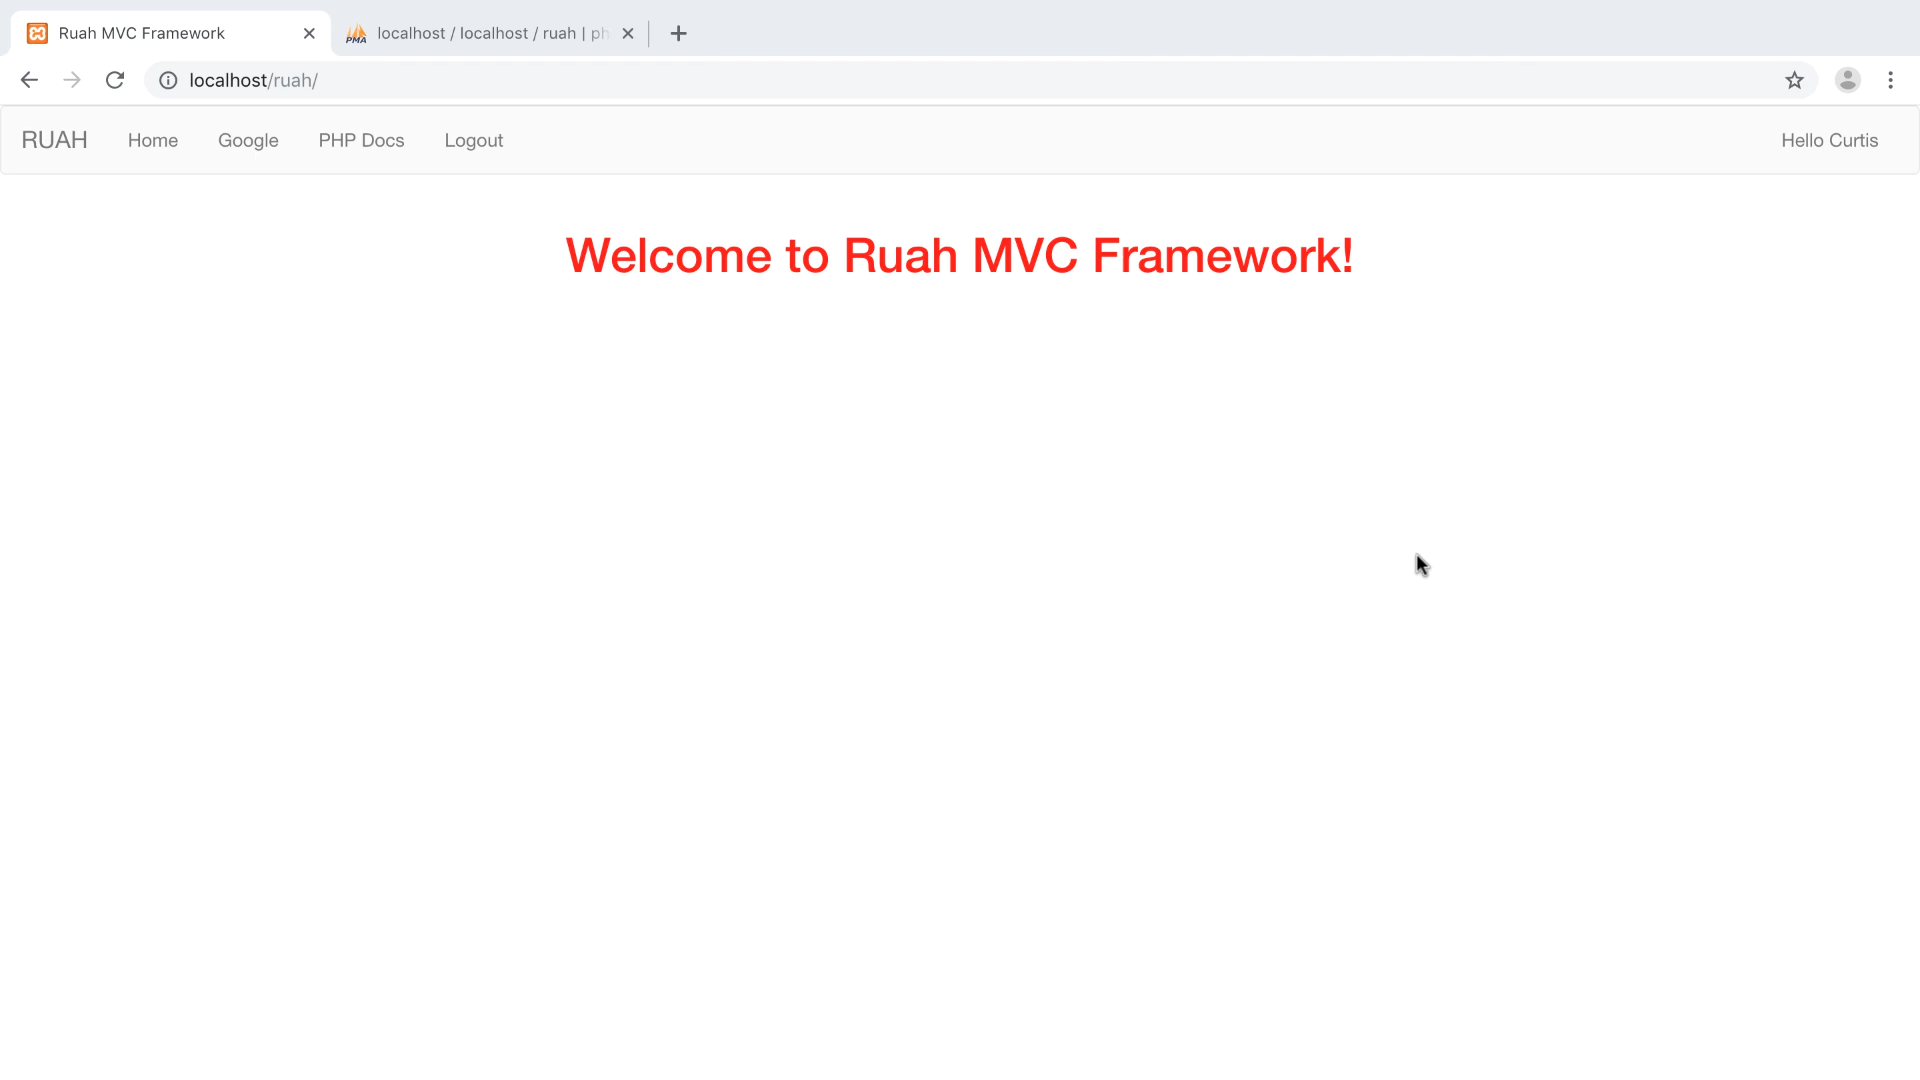 Ruah MVC Framework
localhost / localhost / ruah | ph
PMA
localhost/ruah/
RUAH Home Google PHP Docs Logout Hello Curtis
Welcome to Ruah MVC Framework!